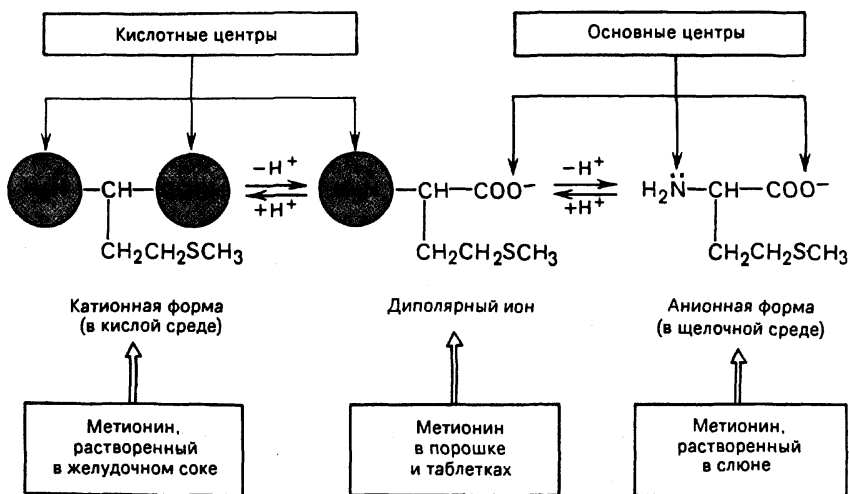 Кислотные центры
Основные центры
–CH– –H⁺ +H⁺ –CH–COO⁻ –H⁺ +H⁺ H₂N̈–CH–COO⁻
CH₂CH₂SCH₃ CH₂CH₂SCH₃ CH₂CH₂SCH₃
Катионная форма
(в кислой среде)
Диполярный ион
Анионная форма
(в щелочной среде)
Метионин,
растворенный
в желудочном соке
Метионин
в порошке
и таблетках
Метионин,
растворенный
в слюне